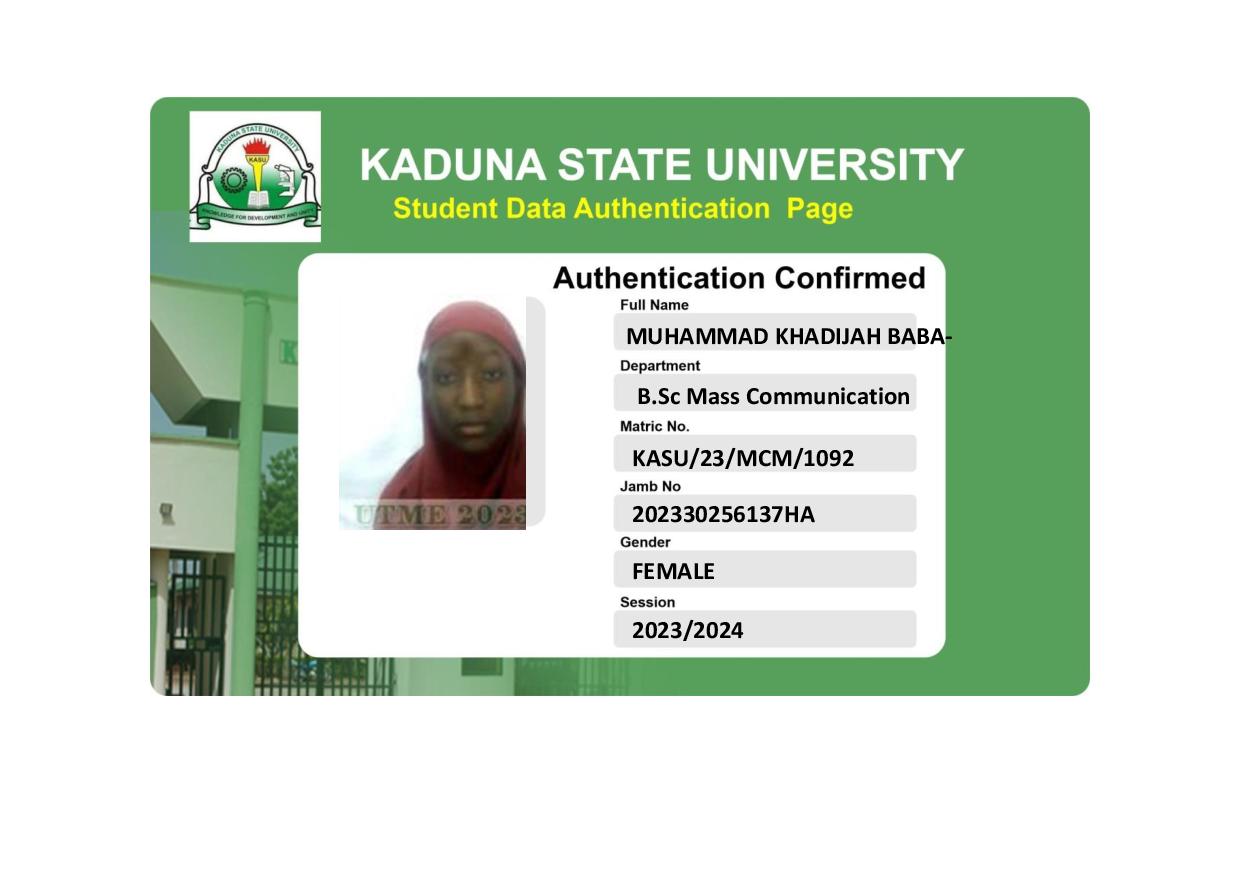 KADUNA STATE UNIVERSITY
KASU
KNOWLEDGE FOR DEVELOPMENT AND UNITY
KADUNA STATE UNIVERSITY
Student Data Authentication Page
Authentication Confirmed
Full Name
MUHAMMAD KHADIJAH BABA-
Department
B.Sc Mass Communication
Matric No.
KASU/23/MCM/1092
Jamb No
202330256137HA
Gender
FEMALE
Session
2023/2024
UTME 2023
K